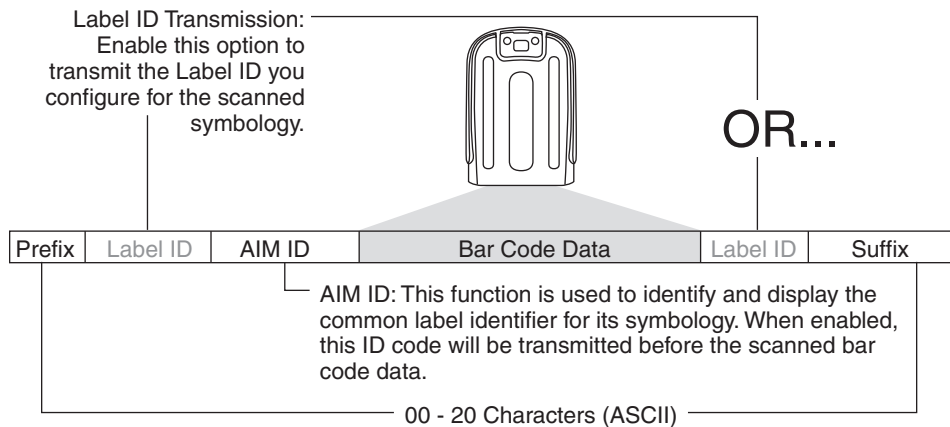 Label ID Transmission:
Enable this option to
transmit the Label ID you
configure for the scanned
symbology.
OR...
Prefix Label ID AIM ID Bar Code Data Label ID Suffix
AIM ID: This function is used to identify and display the
common label identifier for its symbology. When enabled,
this ID code will be transmitted before the scanned bar
code data.
00 - 20 Characters (ASCII)